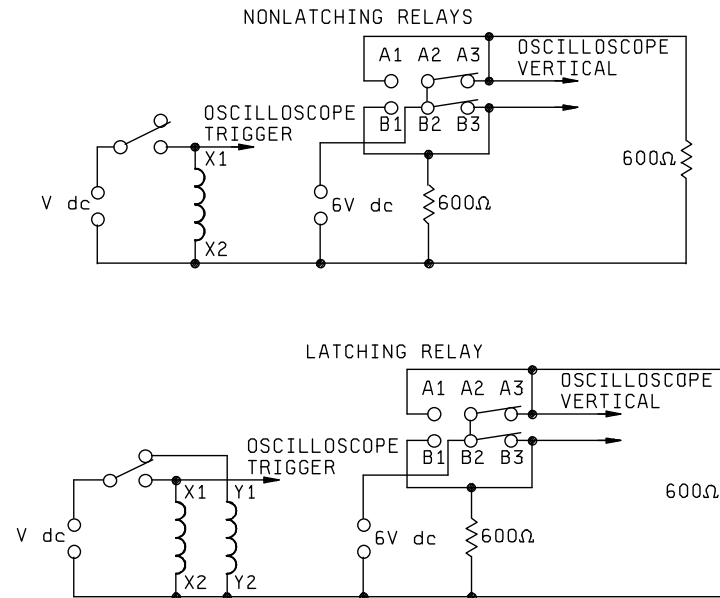 NONLATCHING RELAYS
A1 A2 A3
OSCILLOSCOPE
VERTICAL
OSCILLOSCOPE
TRIGGER
B1 B2 B3
X1
600Ω
V dc
6V dc
600Ω
X2
LATCHING RELAY
A1 A2 A3
OSCILLOSCOPE
VERTICAL
OSCILLOSCOPE
TRIGGER
B1 B2 B3
X1 Y1
600Ω
V dc
6V dc
600Ω
X2 Y2